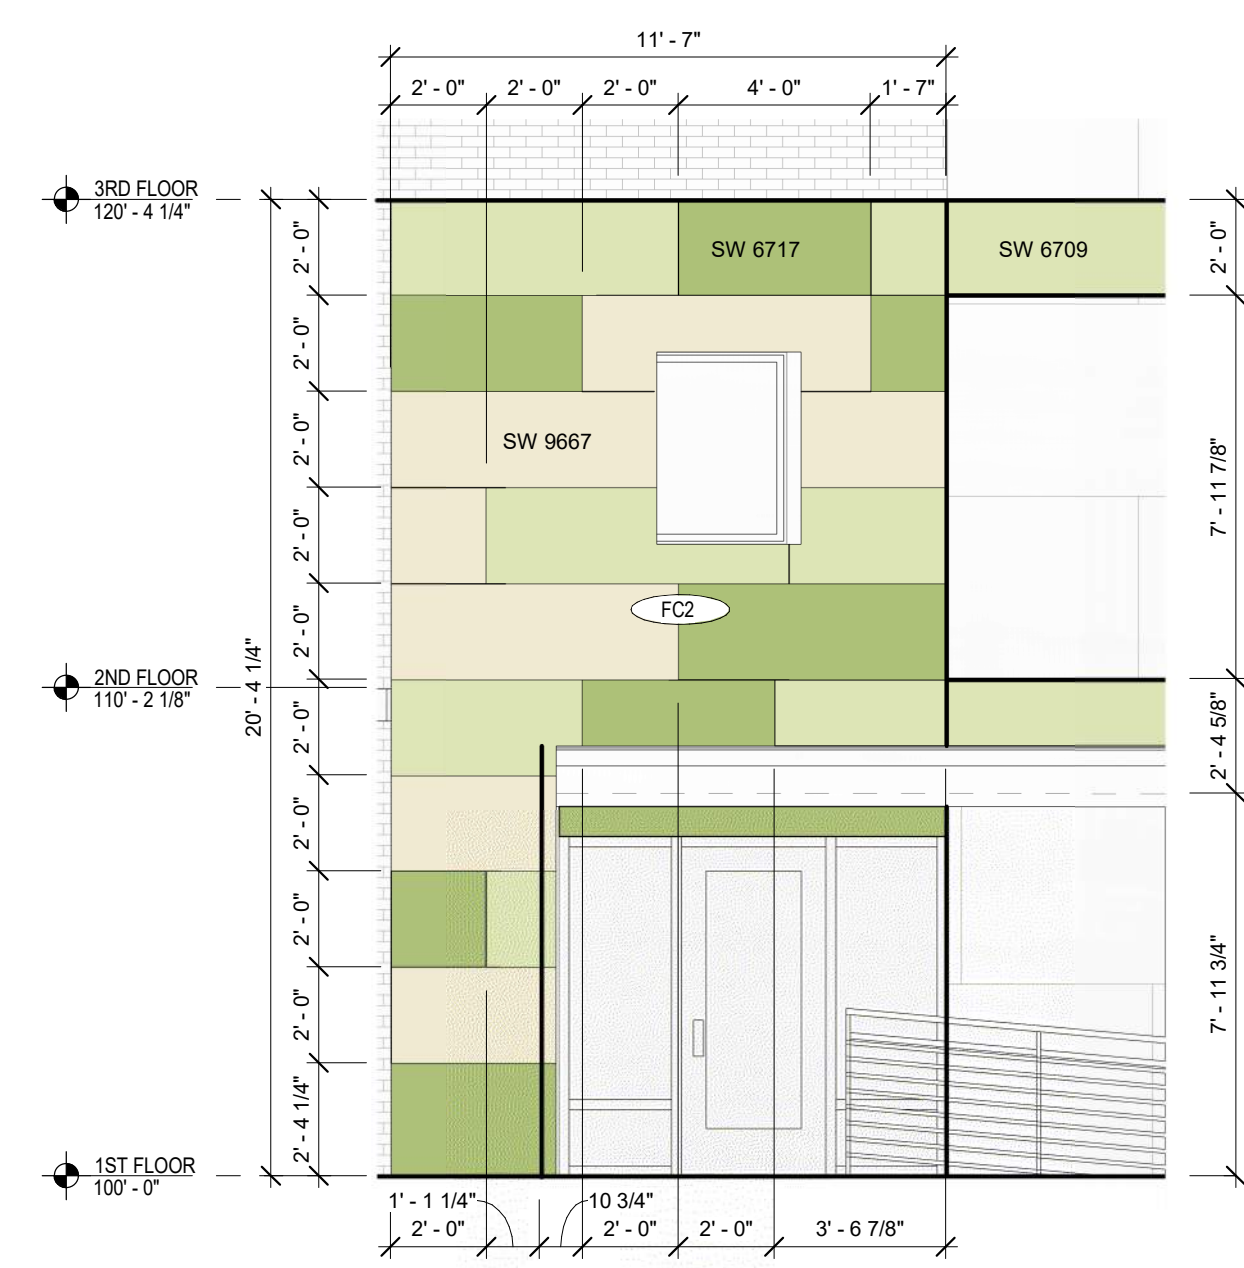 11' - 7"
2' - 0" 2' - 0" 2' - 0" 4' - 0" 1' - 7"
3RD FLOOR
120' - 4 1/4"
SW 6717
SW 6709
2' - 0"
2' - 0"
2' - 0"
SW 9667
2' - 0"
7' - 11 7/8"
2' - 0"
2' - 0"
FC2
20' - 4 1/4"
2ND FLOOR
110' - 2 1/8"
2' - 0"
2' - 4 5/8"
2' - 0"
2' - 0"
2' - 0"
7' - 11 3/4"
2' - 4 1/4"
1ST FLOOR
100' - 0"
1' - 1 1/4" 10 3/4"
2' - 0" 2' - 0" 2' - 0" 3' - 6 7/8"